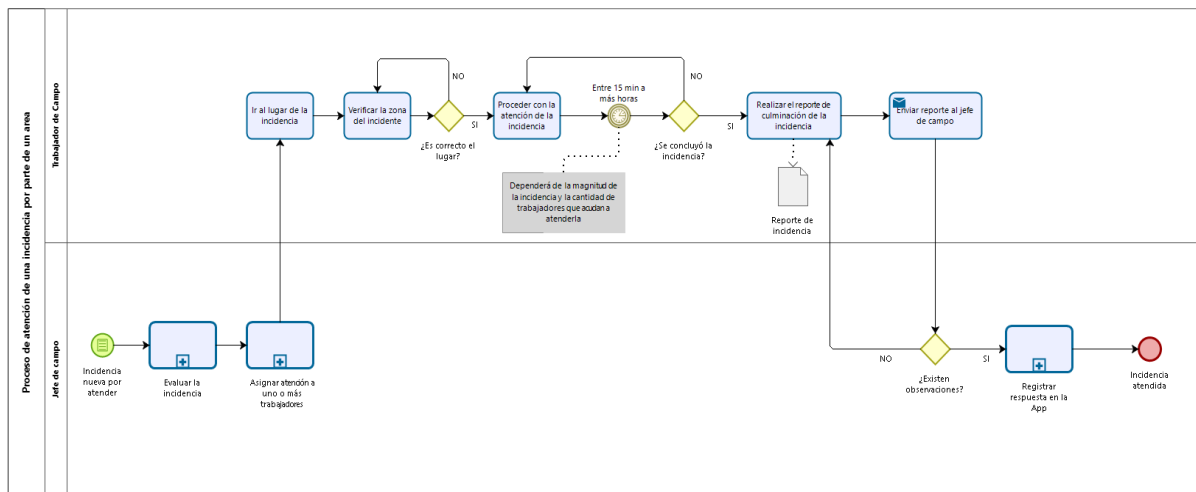 Proceso de atención de una incidencia por parte de un area
Trabajador de Campo
Ir al lugar de la
incidencia
Verificar la zona
del incidente
NO
SI
¿Es correcto el
lugar?
Proceder con la
atención de la
incidencia
Entre 15 min a
más horas
NO
SI
¿Se concluyó la
incidencia?
Dependerá de la magnitud de
la incidencia y la cantidad de
trabajadores que acudan a
atenderla
Realizar el reporte de
culminación de la
incidencia
Reporte de
incidencia
Enviar reporte al jefe
de campo
Jefe de campo
Incidencia
nueva por
atender
Evaluar la
incidencia
Asignar atención a
uno o más
trabajadores
NO
SI
¿Existen
observaciones?
Registrar
respuesta en la
App
Incidencia
atendida